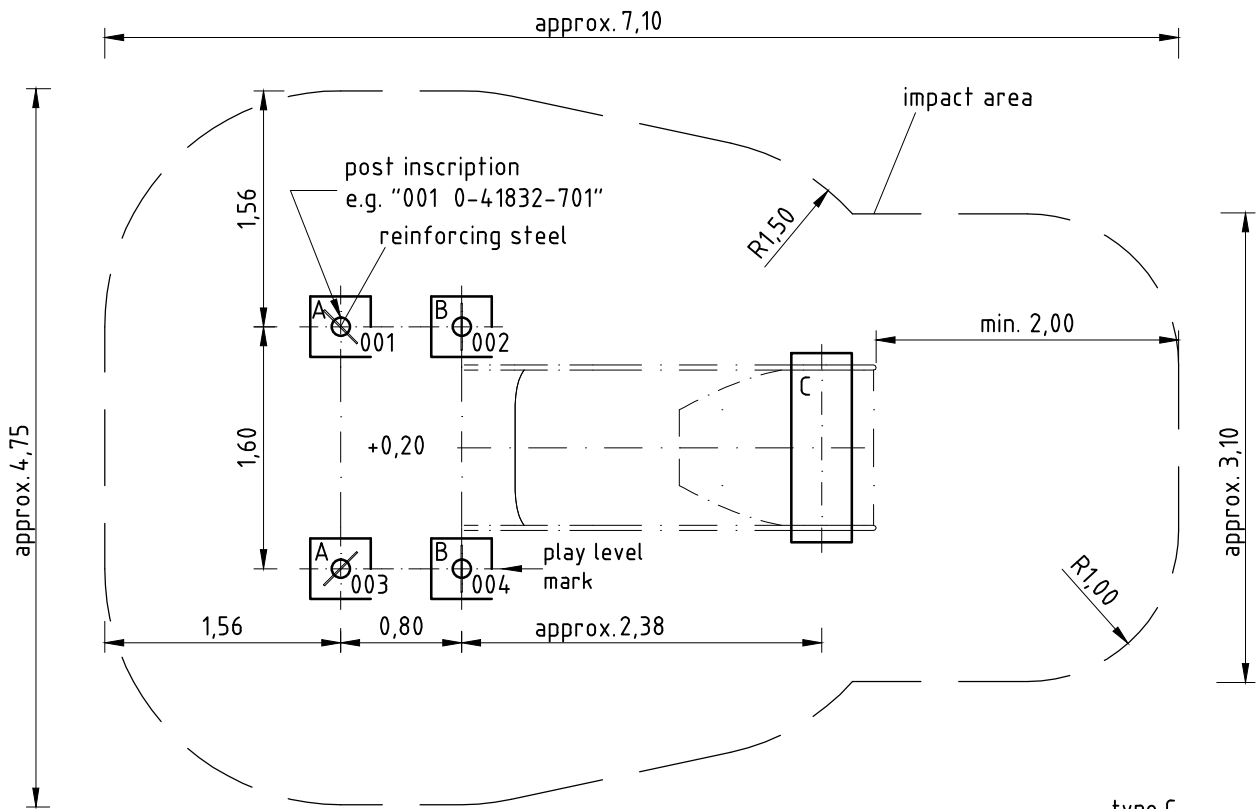 approx. 7,10
impact area
post inscription
e.g. "001 0-41832-701"
reinforcing steel
1,56
R1,50
A
001
B
002
min. 2,00
C
1,60
+0,20
approx. 4,75
approx. 3,10
A
003
B
004
play level
mark
R1,00
1,56
0,80
approx. 2,38